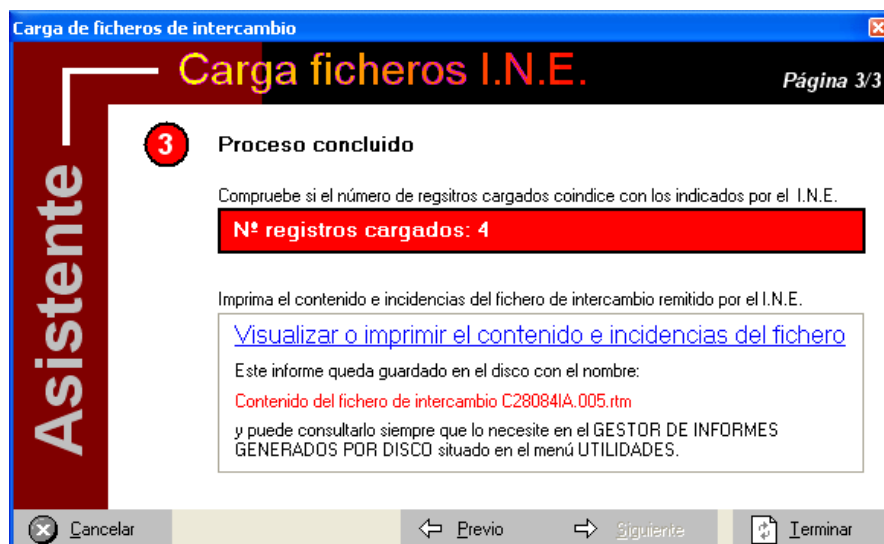 Carga de ficheros de intercambio
Carga ficheros I.N.E.
Página 3/3
Asistente
3
Proceso concluido
Compruebe si el número de regsitros cargados coindice con los indicados por el I.N.E.
Nº registros cargados: 4
Imprima el contenido e incidencias del fichero de intercambio remitido por el I.N.E.
Visualizar o imprimir el contenido e incidencias del fichero
Este informe queda guardado en el disco con el nombre:
Contenido del fichero de intercambio C28084IA.005.rtm
y puede consultarlo siempre que lo necesite en el GESTOR DE INFORMES
GENERADOS POR DISCO situado en el menú UTILIDADES.
Cancelar
Previo
Siguiente
Terminar